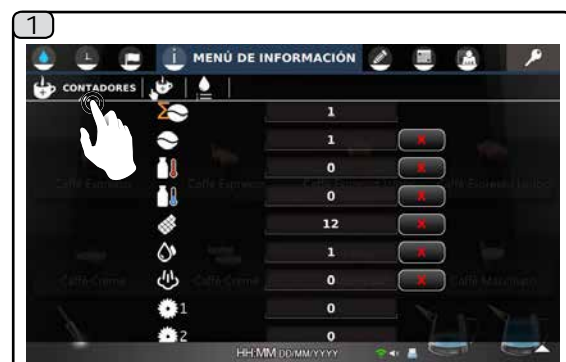 1
MENÚ DE INFORMACIÓN
CONTADORES
1
1
0
0
12
1
0
1 0
2 0
Caffè Espresso Caffè Espresso
Caffè Crème Caffè Crème Caffè Macchiato
HH:MM DD/MM/YYYY